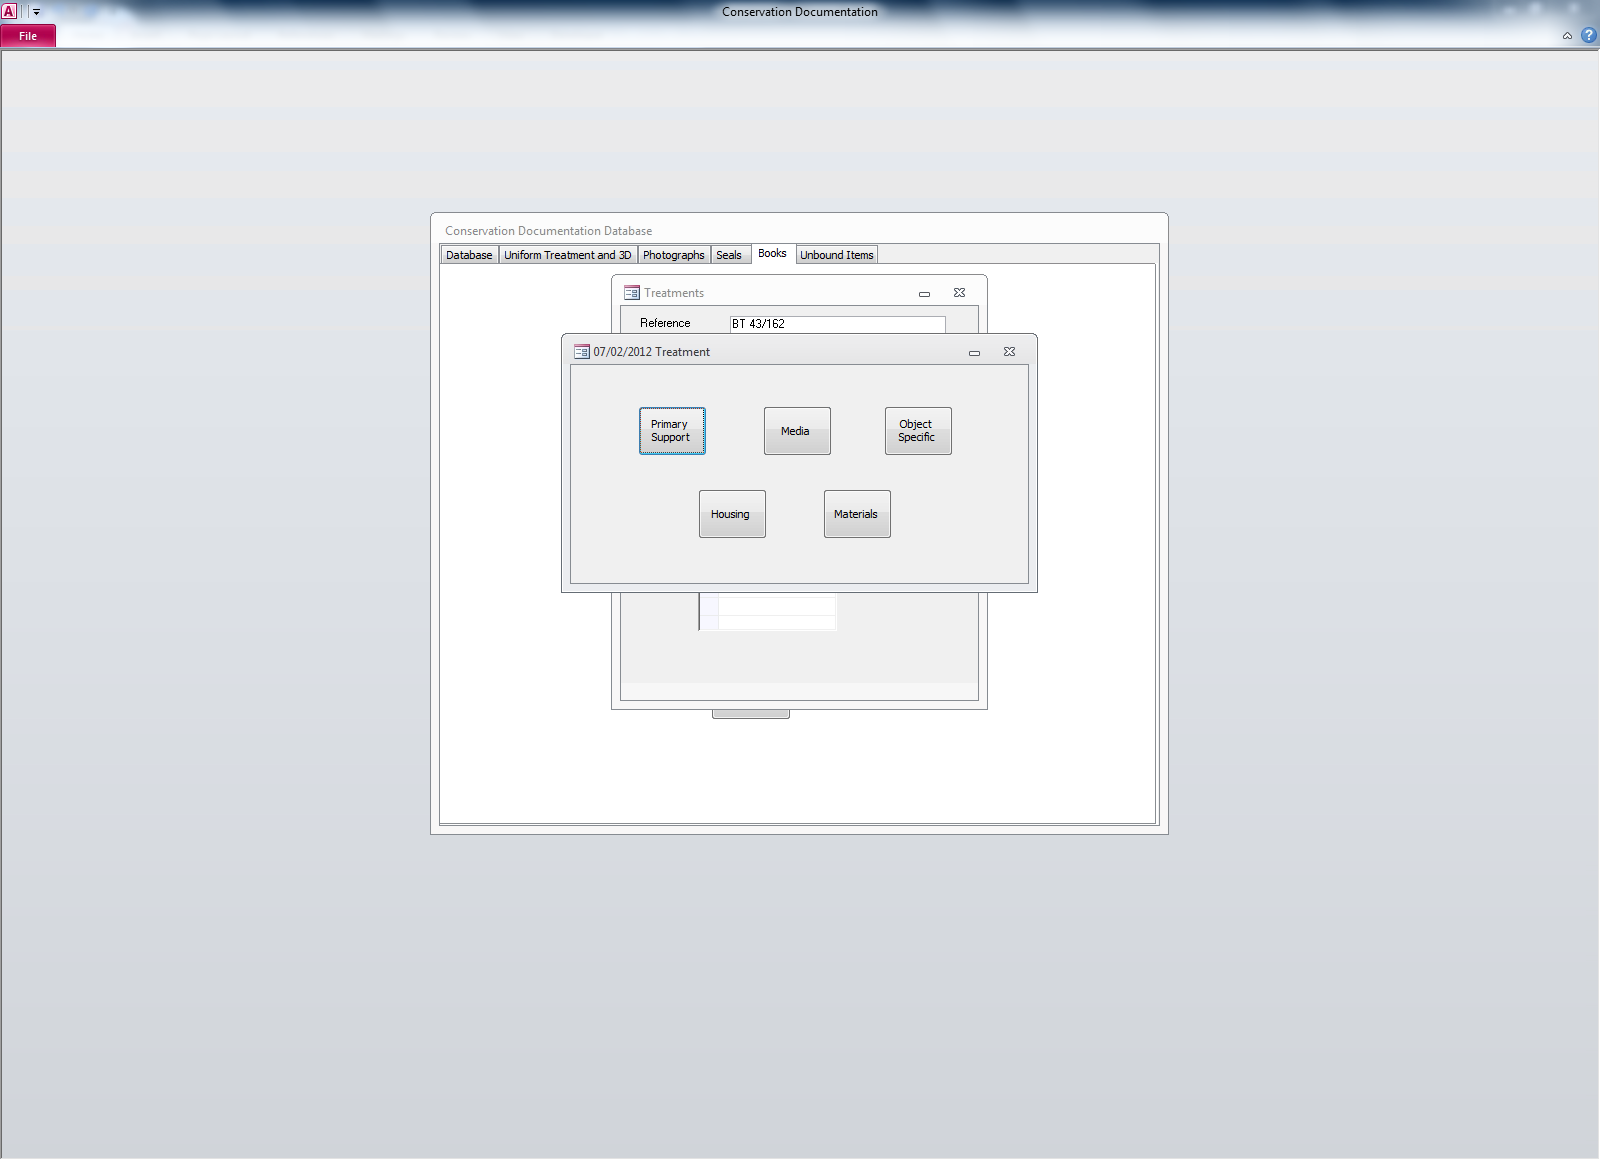 A
Conservation Documentation
File
?
Conservation Documentation Database
Database Uniform Treatment and 3D Photographs Seals Books Unbound Items
Treatments
Reference BT 43/162
07/02/2012 Treatment
Primary Support
Media
Object Specific
Housing
Materials